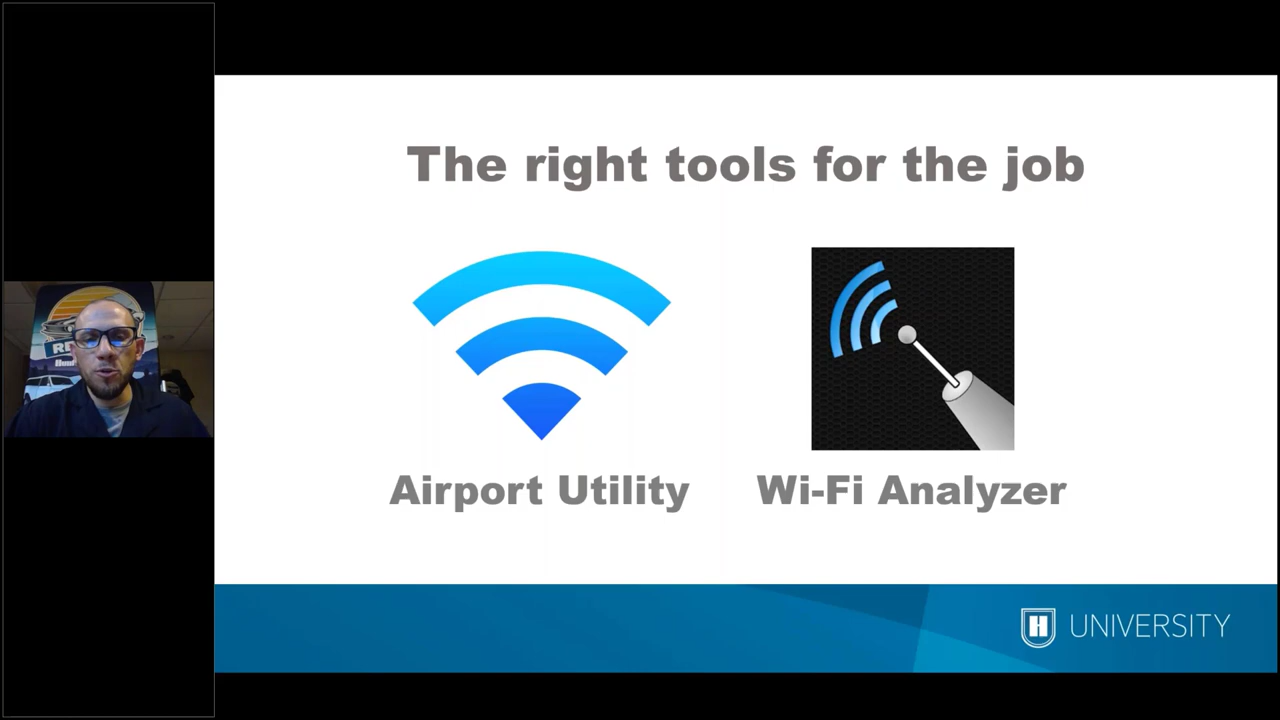 The right tools for the job
Airport Utility
Wi-Fi Analyzer
H UNIVERSITY